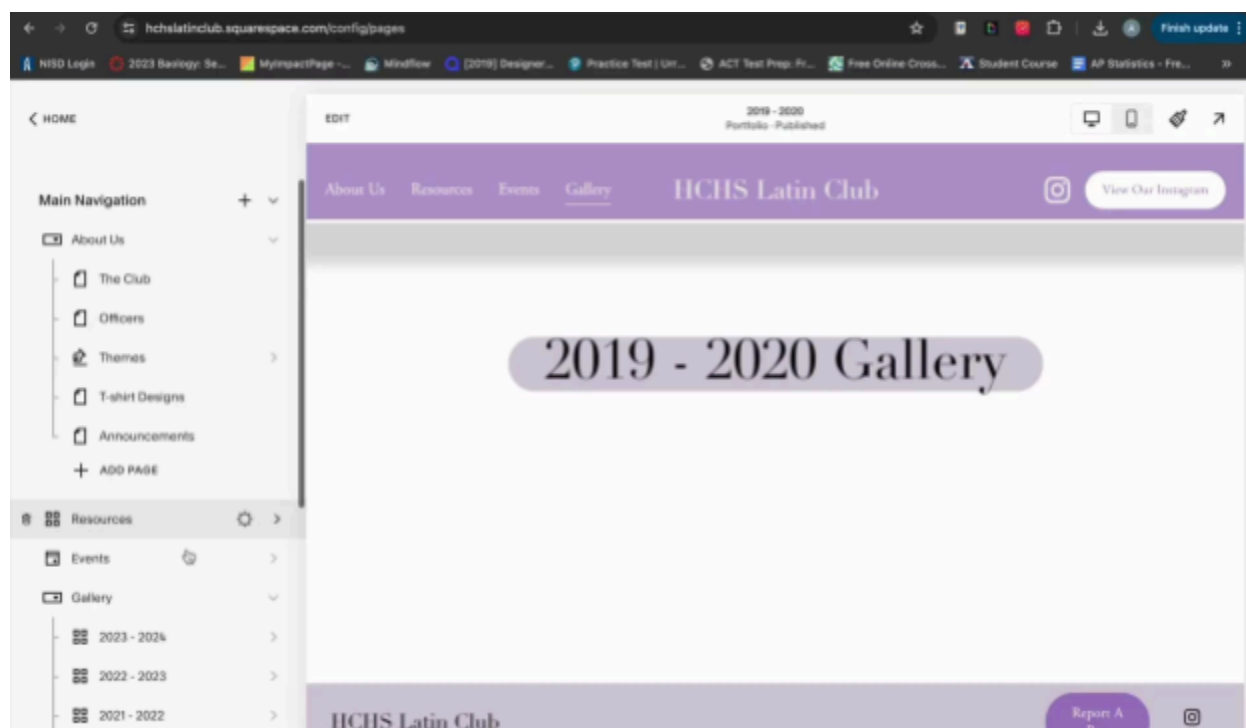 hchslatinclub.squarespace.com/config/pages
Finish update
NISD Login 2023 Baology: Se... MyImpactPage -... Mindflow [2019] Designer... Practice Test | Urr... ACT Test Prep: Fr... Free Online Cross... Student Course AP Statistics - Fre... »
HOME
EDIT
2019 - 2020
Portfolio · Published
Main Navigation
About Us
The Club
Officers
Themes
T-shirt Designs
Announcements
+ ADD PAGE
Resources
Events
Gallery
2023 - 2024
2022 - 2023
2021 - 2022
About Us Resources Events Gallery HCHS Latin Club View Our Instagram
2019 - 2020 Gallery
HCHS Latin Club
Report A